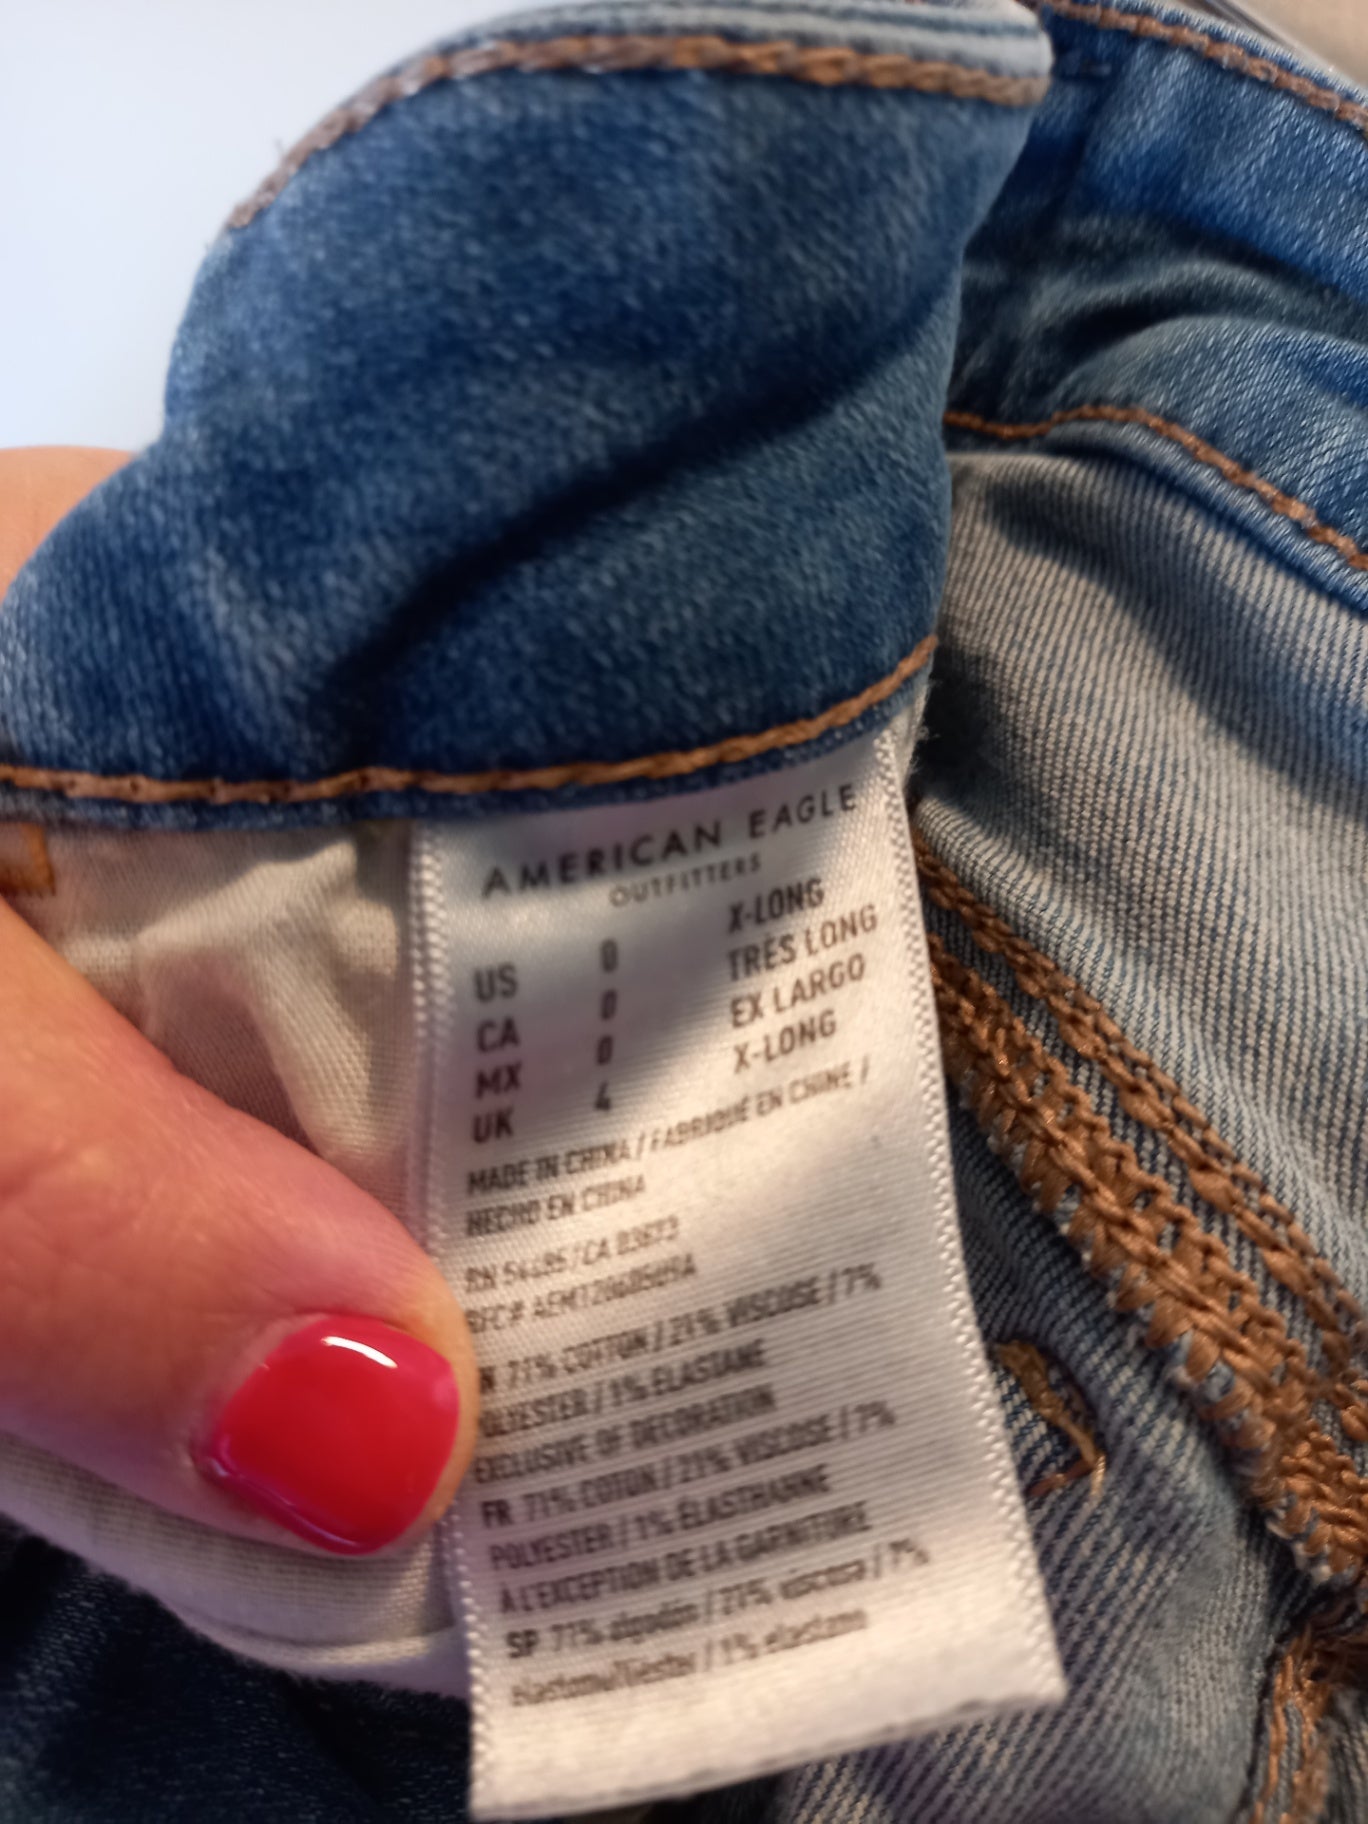 AMERICAN EAGLE
OUTFITTERS
US 0 X-LONG
CA 0 TRÈS LONG
MX 0 EX LARGO
UK 4 X-LONG
MADE IN CHINA / FABRIQUÉ EN CHINE /
HECHO EN CHINA
RN 54485 / CA 03673
71% COTTON / 21% VISCOSE / 7%
POLYESTER / 1% ELASTANE
EXCLUSIVE OF DECORATION
FR 71% COTON / 21% VISCOSE / 7%
POLYESTER / 1% ÉLASTHANNE
À L'EXCEPTION DE LA GARNITURE
SP 71% algodón / 21% viscosa / 7%
/ 1% elastano